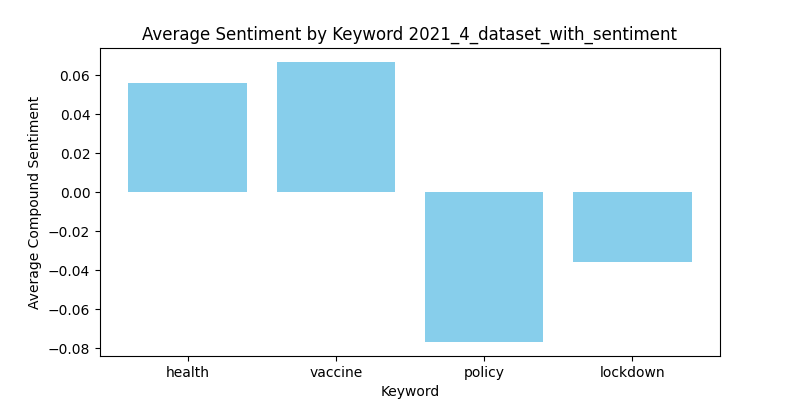 Average Sentiment by Keyword 2021_4_dataset_with_sentiment
Average Compound Sentiment
0.06
0.04
0.02
0.00
−0.02
−0.04
−0.06
−0.08
health
vaccine
policy
lockdown
Keyword